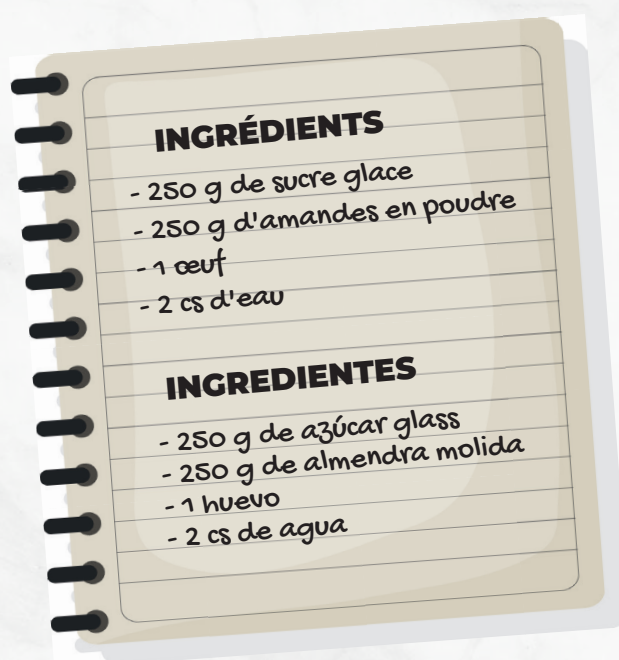 INGRÉDIENTS
- 250 g de sucre glace
- 250 g d'amandes en poudre
- 1 œuf
- 2 cs d'eau
INGREDIENTES
- 250 g de azúcar glass
- 250 g de almendra molida
- 1 huevo
- 2 cs de agua